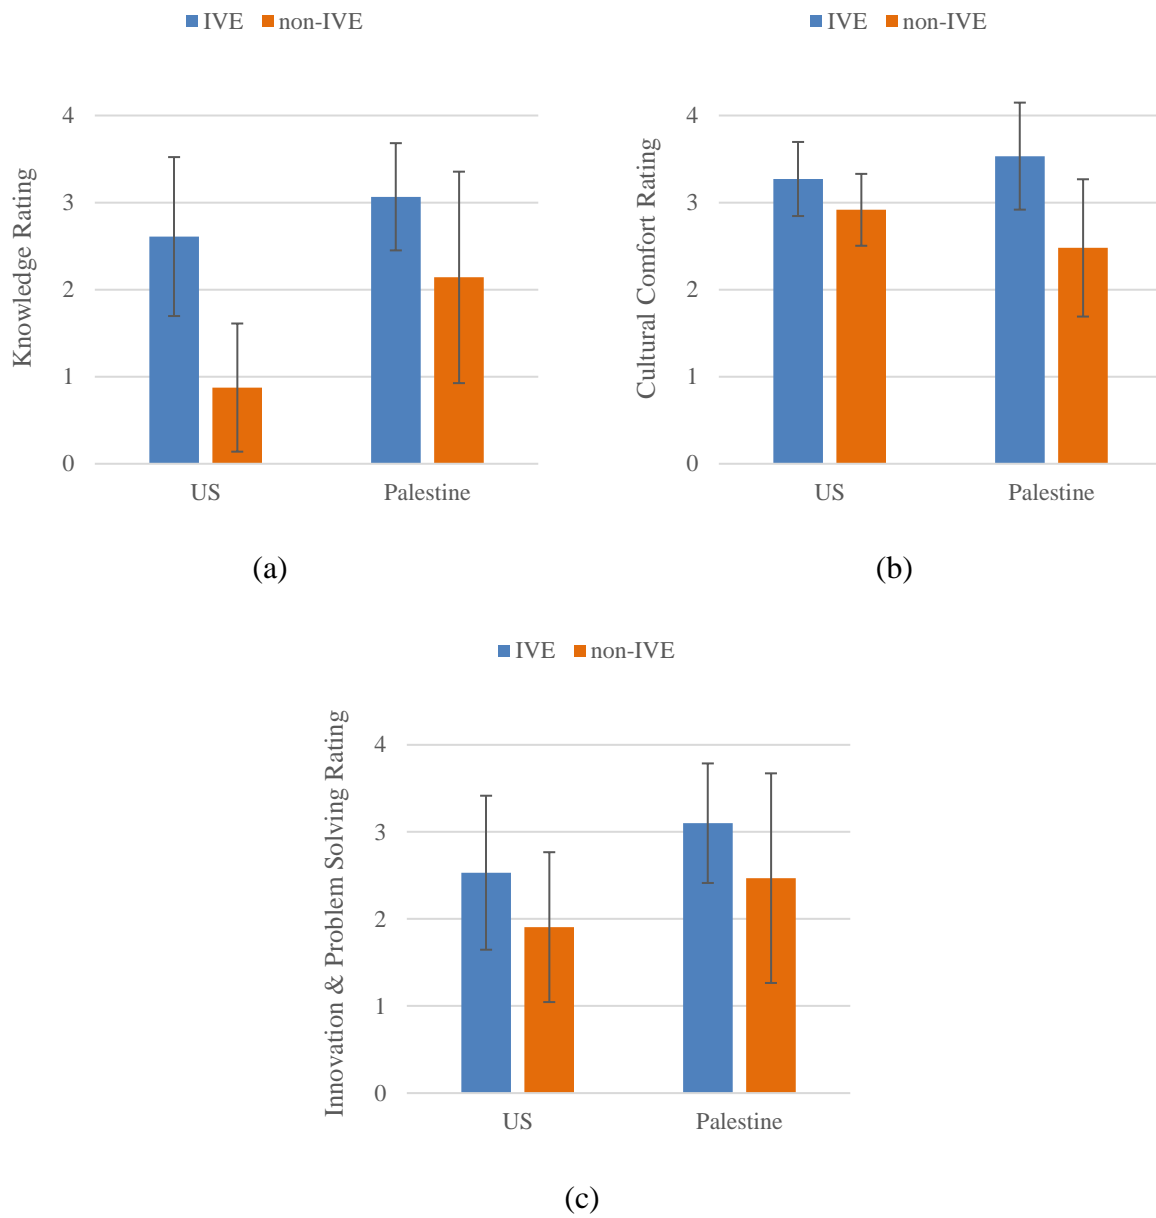 IVE non-IVE
Knowledge Rating
4
3
2
1
0
US Palestine
(a)
IVE non-IVE
Cultural Comfort Rating
4
3
2
1
0
US Palestine
(b)
IVE non-IVE
Innovation & Problem Solving Rating
4
3
2
1
0
US Palestine
(c)